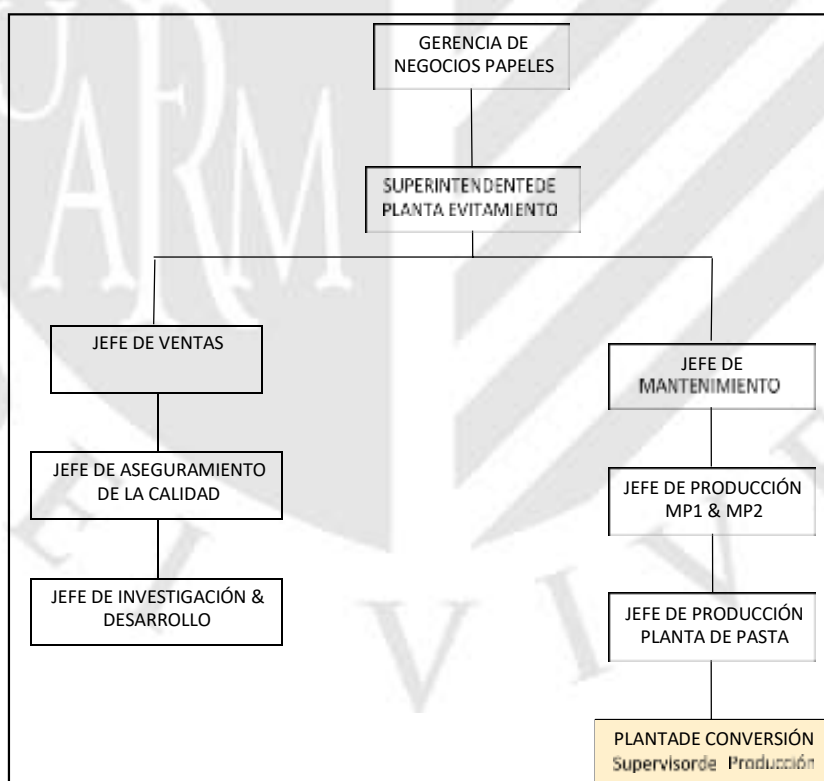 GERENCIA DE
NEGOCIOS PAPELES
SUPERINTENDENTEDE
PLANTA EVITAMIENTO
JEFE DE VENTAS
JEFE DE
MANTENIMIENTO
JEFE DE ASEGURAMIENTO
DE LA CALIDAD
JEFE DE PRODUCCIÓN
MP1 & MP2
JEFE DE INVESTIGACIÓN &
DESARROLLO
JEFE DE PRODUCCIÓN
PLANTA DE PASTA
PLANTADE CONVERSIÓN
Supervisorde Producción